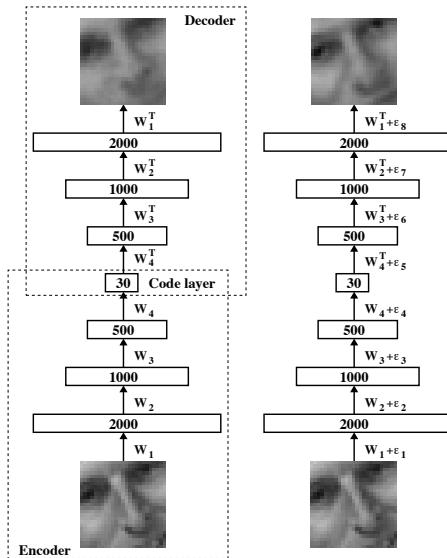 Decoder
W₁ᵀ
2000
W₂ᵀ
1000
W₃ᵀ
500
W₄ᵀ
30
Code layer
W₄
500
W₃
1000
W₂
2000
W₁
Encoder
W₁ᵀ+ε₈
2000
W₂ᵀ+ε₇
1000
W₃ᵀ+ε₆
500
W₄ᵀ+ε₅
30
W₄+ε₄
500
W₃+ε₃
1000
W₂+ε₂
2000
W₁+ε₁